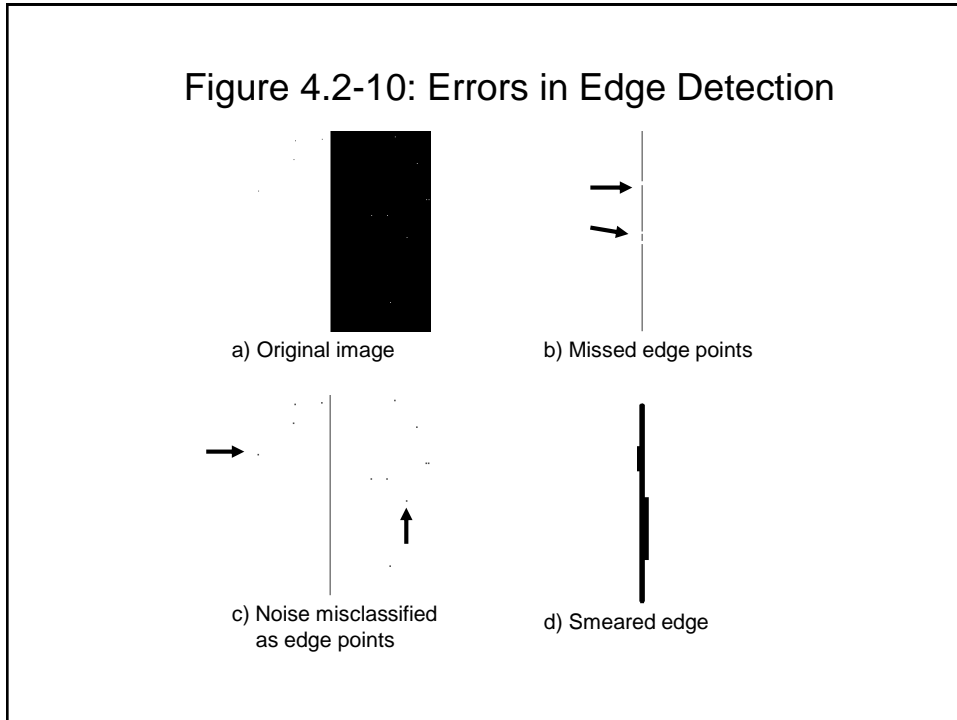 Figure 4.2-10: Errors in Edge Detection
a) Original image
b) Missed edge points
c) Noise misclassified
as edge points
d) Smeared edge